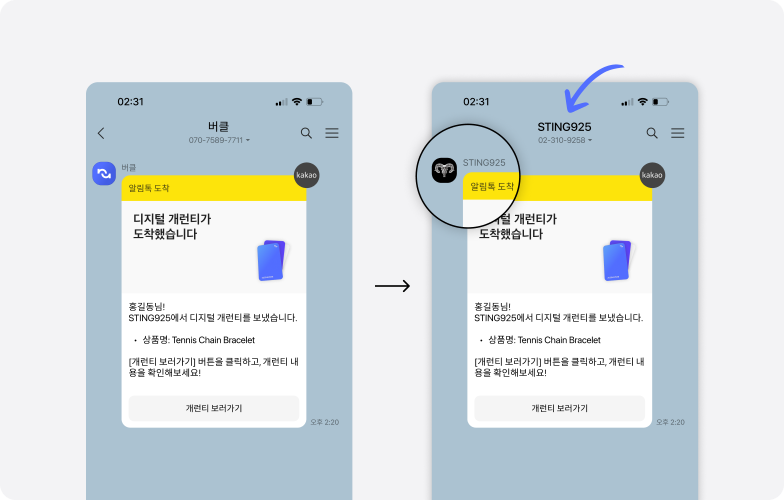 02:31
버클
070-7589-7711
버클
kakao
알림톡 도착
디지털 개런티가
도착했습니다
홍길동님!
STING925에서 디지털 개런티를 보냈습니다.
• 상품명: Tennis Chain Bracelet
[개런티 보러가기] 버튼을 클릭하고, 개런티 내
용을 확인해보세요!
개런티 보러가기
오후 2:20
02:31
STING925
02-310-9258
STING925
kakao
알림톡 도착
디지털 개런티가
도착했습니다
홍길동님!
STING925에서 디지털 개런티를 보냈습니다.
• 상품명: Tennis Chain Bracelet
[개런티 보러가기] 버튼을 클릭하고, 개런티 내
용을 확인해보세요!
개런티 보러가기
오후 2:20